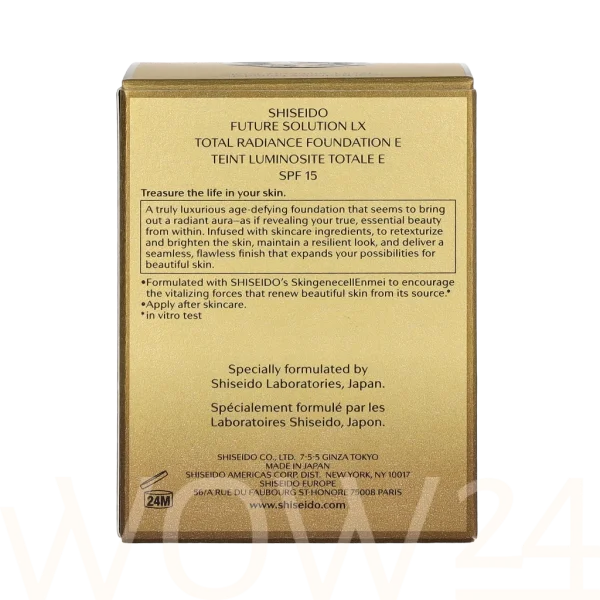 SHISEIDO
FUTURE SOLUTION LX
TOTAL RADIANCE FOUNDATION E
TEINT LUMINOSITE TOTALE E
SPF 15
Treasure the life in your skin.
A truly luxurious age-defying foundation that seems to bring
out a radiant aura—as if revealing your true, essential beauty
from within. Infused with skincare ingredients, to retexturize
and brighten the skin, maintain a resilient look, and deliver a
seamless, flawless finish that expands your possibilities for
beautiful skin.
•Formulated with SHISEIDO's SkingenecellEnmei to encourage
the vitalizing forces that renew beautiful skin from its source.*
•Apply after skincare.
*in vitro test
Specially formulated by
Shiseido Laboratories, Japan.
Spécialement formulé par les
Laboratoires Shiseido, Japon.
SHISEIDO CO., LTD. 7-5-5 GINZA TOKYO
MADE IN JAPAN
SHISEIDO AMERICAS CORP. DIST. NEW YORK, NY 10017
SHISEIDO EUROPE
56/A RUE DU FAUBOURG ST-HONORE 75008 PARIS
www.shiseido.com
24M
WOW24